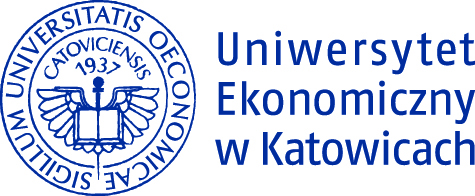 SIGILLUM UNIVERSITATIS OECONOMICAE
CATOVICIENSIS
1937
Uniwersytet
Ekonomiczny
w Katowicach